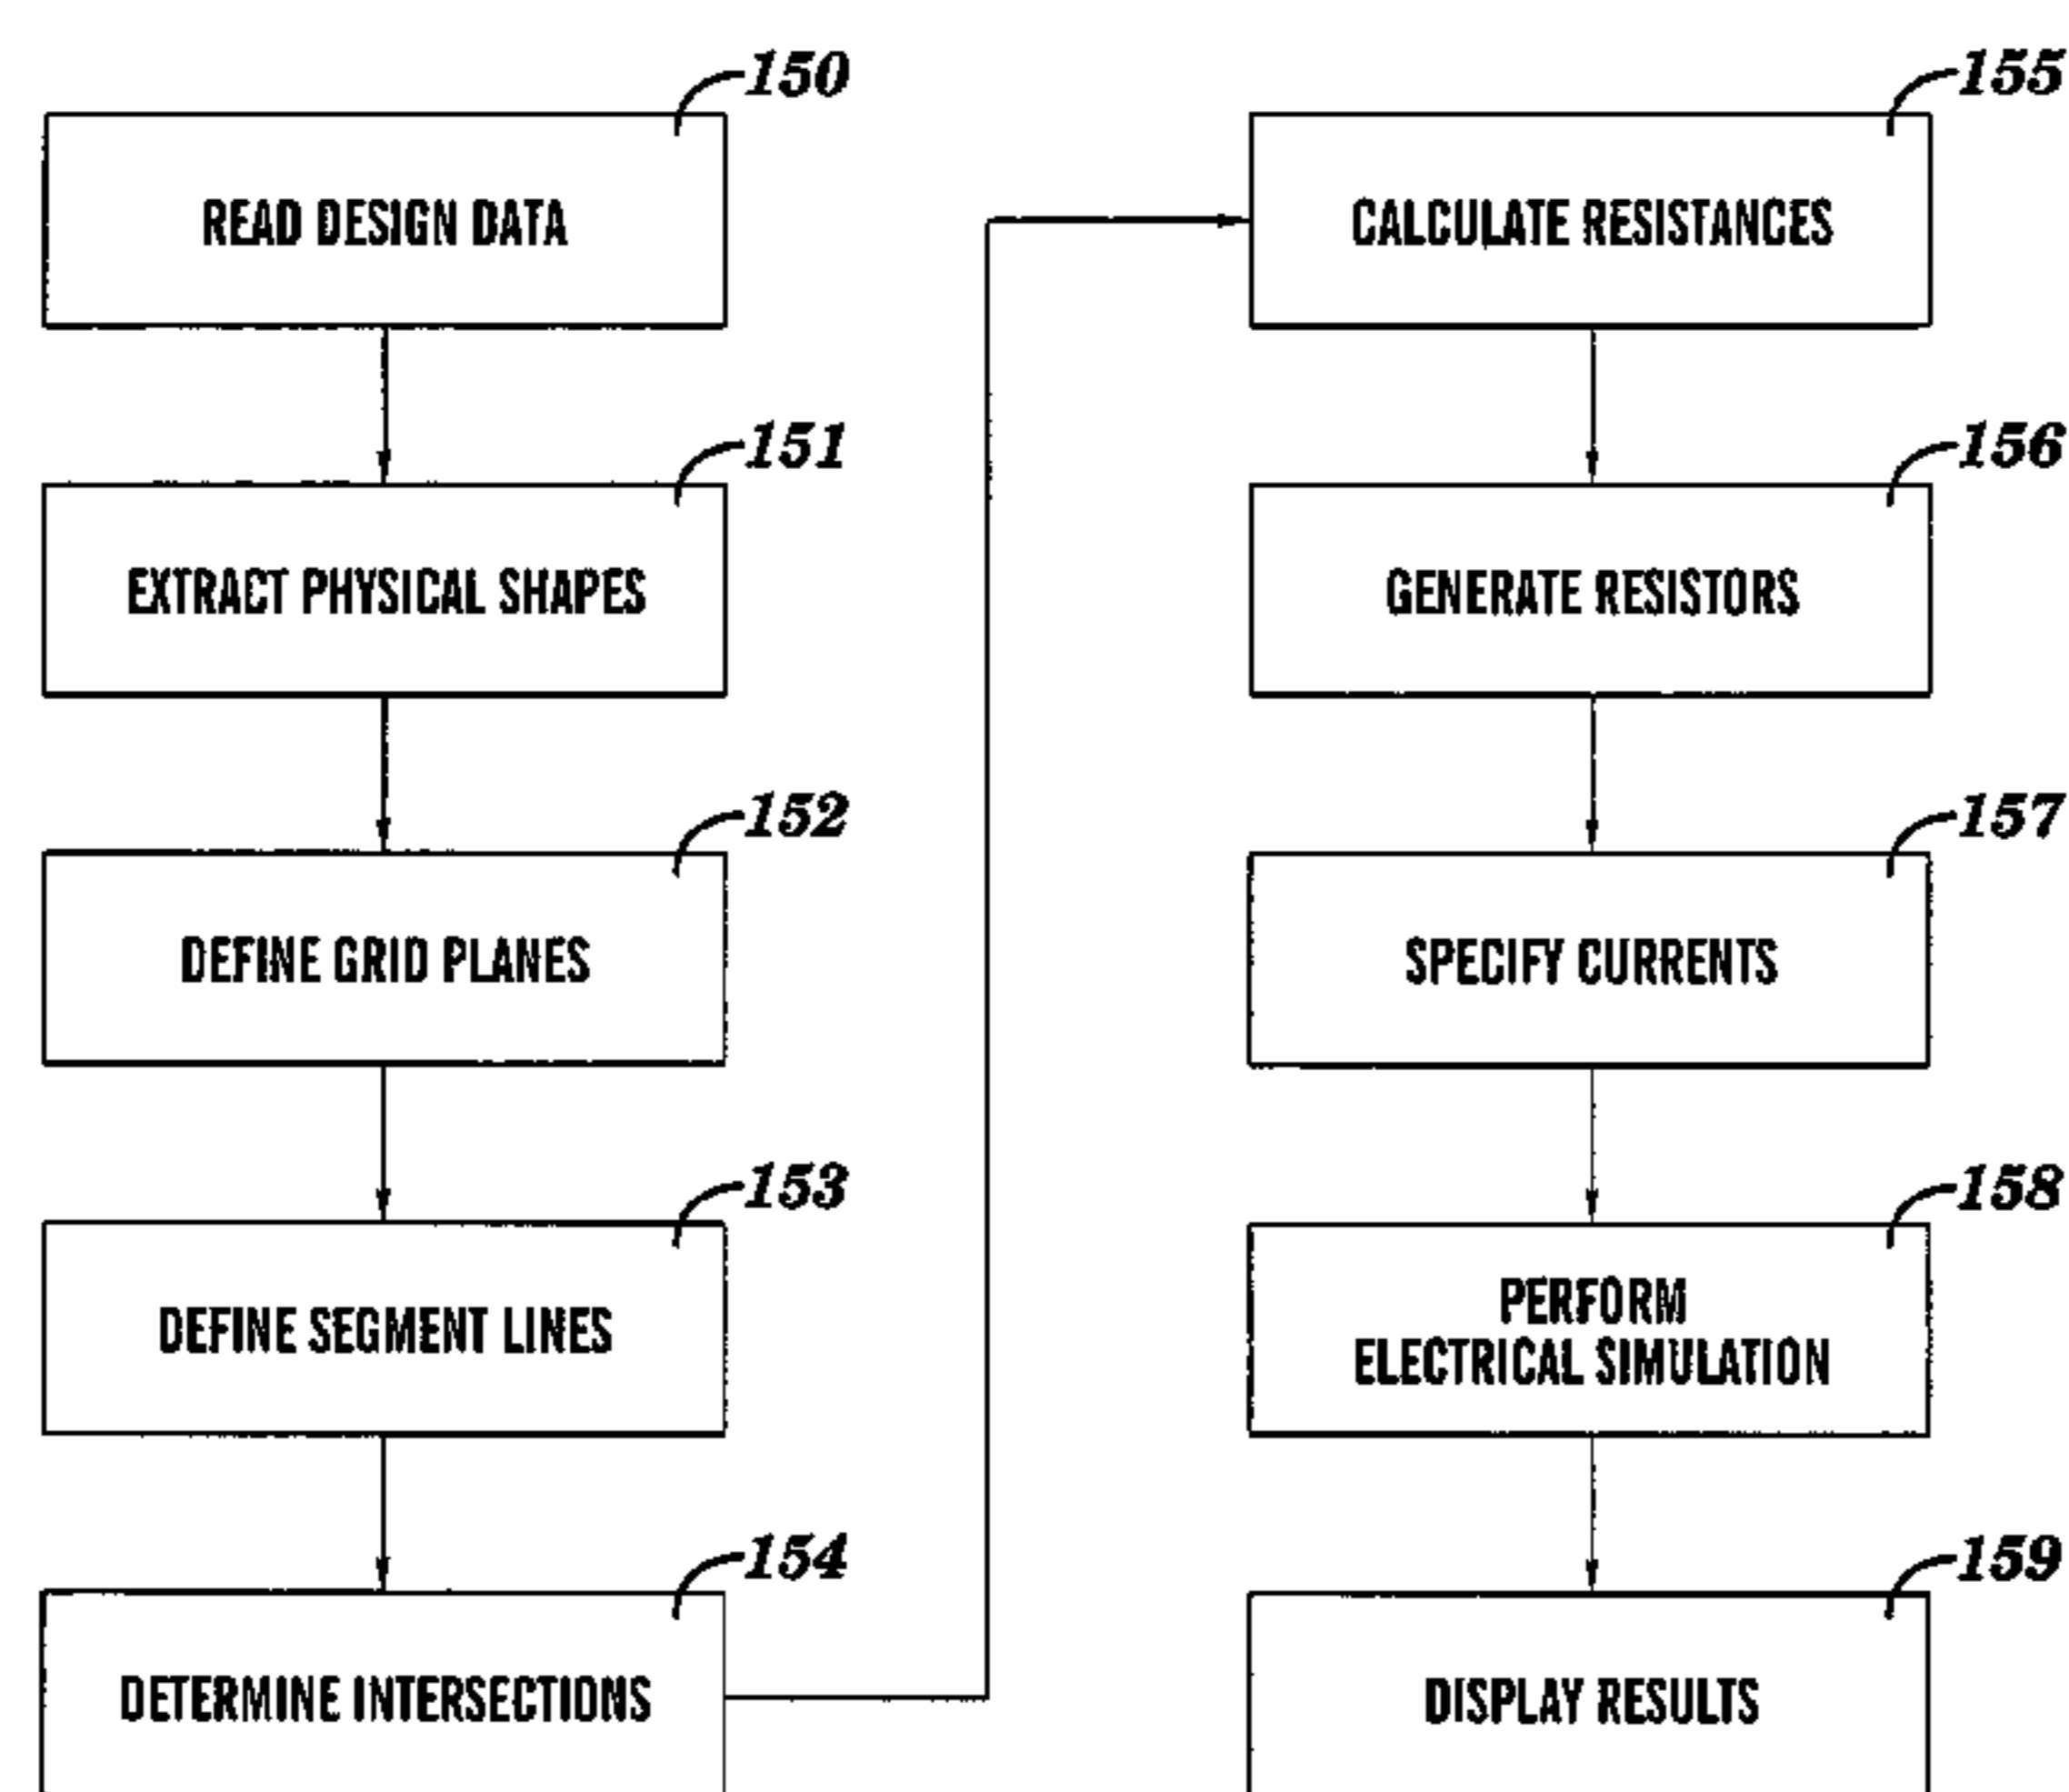 150
READ DESIGN DATA
151
EXTRACT PHYSICAL SHAPES
152
DEFINE GRID PLANES
153
DEFINE SEGMENT LINES
154
DETERMINE INTERSECTIONS
155
CALCULATE RESISTANCES
156
GENERATE RESISTORS
157
SPECIFY CURRENTS
158
PERFORM
ELECTRICAL SIMULATION
159
DISPLAY RESULTS